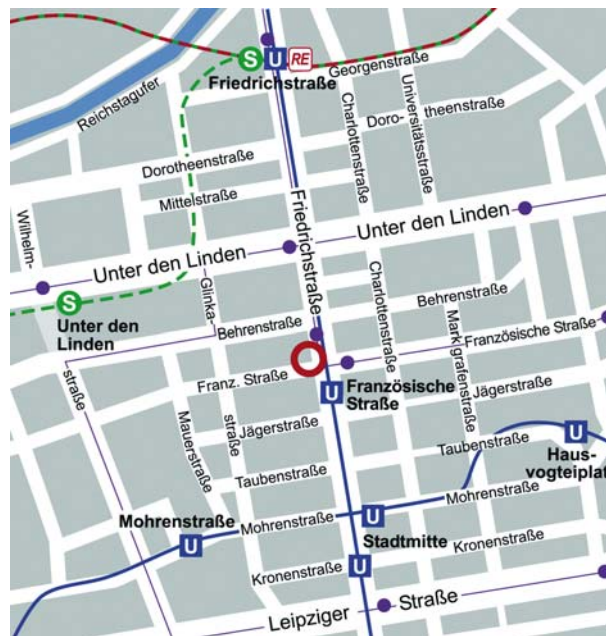 S
U
RE
Friedrichstraße
Georgenstraße
Reichstagufer
Charlottenstraße
Universitätsstraße
Doro-
theenstraße
Dorotheenstraße
Mittelstraße
Friedrichstraße
Wilhelm-
Unter den Linden
Unter den Linden
S
Unter den
Linden
Glinka-
Charlottenstraße
Behrenstraße
Behrenstraße
Markgrafenstraße
Französische Straße
straße
Franz. Straße
U
Französische
Straße
Jägerstraße
Mauerstraße
straße
Jägerstraße
Taubenstraße
U
Haus-
vogteiplat
Taubenstraße
Mohrenstraße
Mohrenstraße
U
Mohrenstraße
U
Stadtmitte
Kronenstraße
Kronenstraße
U
Leipziger
Straße